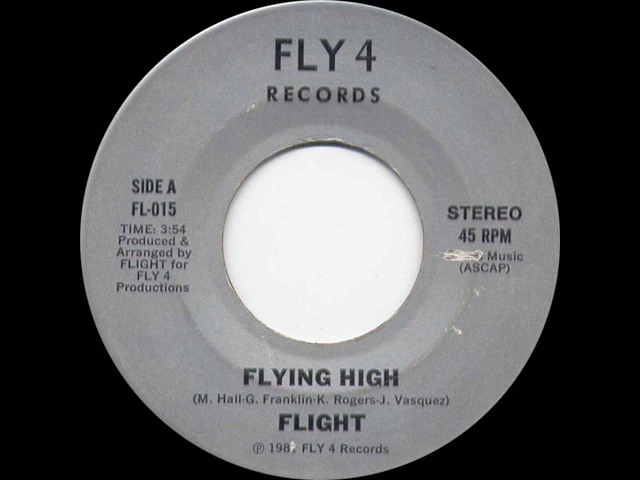 FLY 4
RECORDS
SIDE A
FL-015
TIME: 3:54
Produced &
Arranged by
FLIGHT for
FLY 4
Productions
STEREO
45 RPM
Music
(ASCAP)
FLYING HIGH
(M. Hall-G. Franklin-K. Rogers-J. Vasquez)
FLIGHT
℗ FLY 4 Records